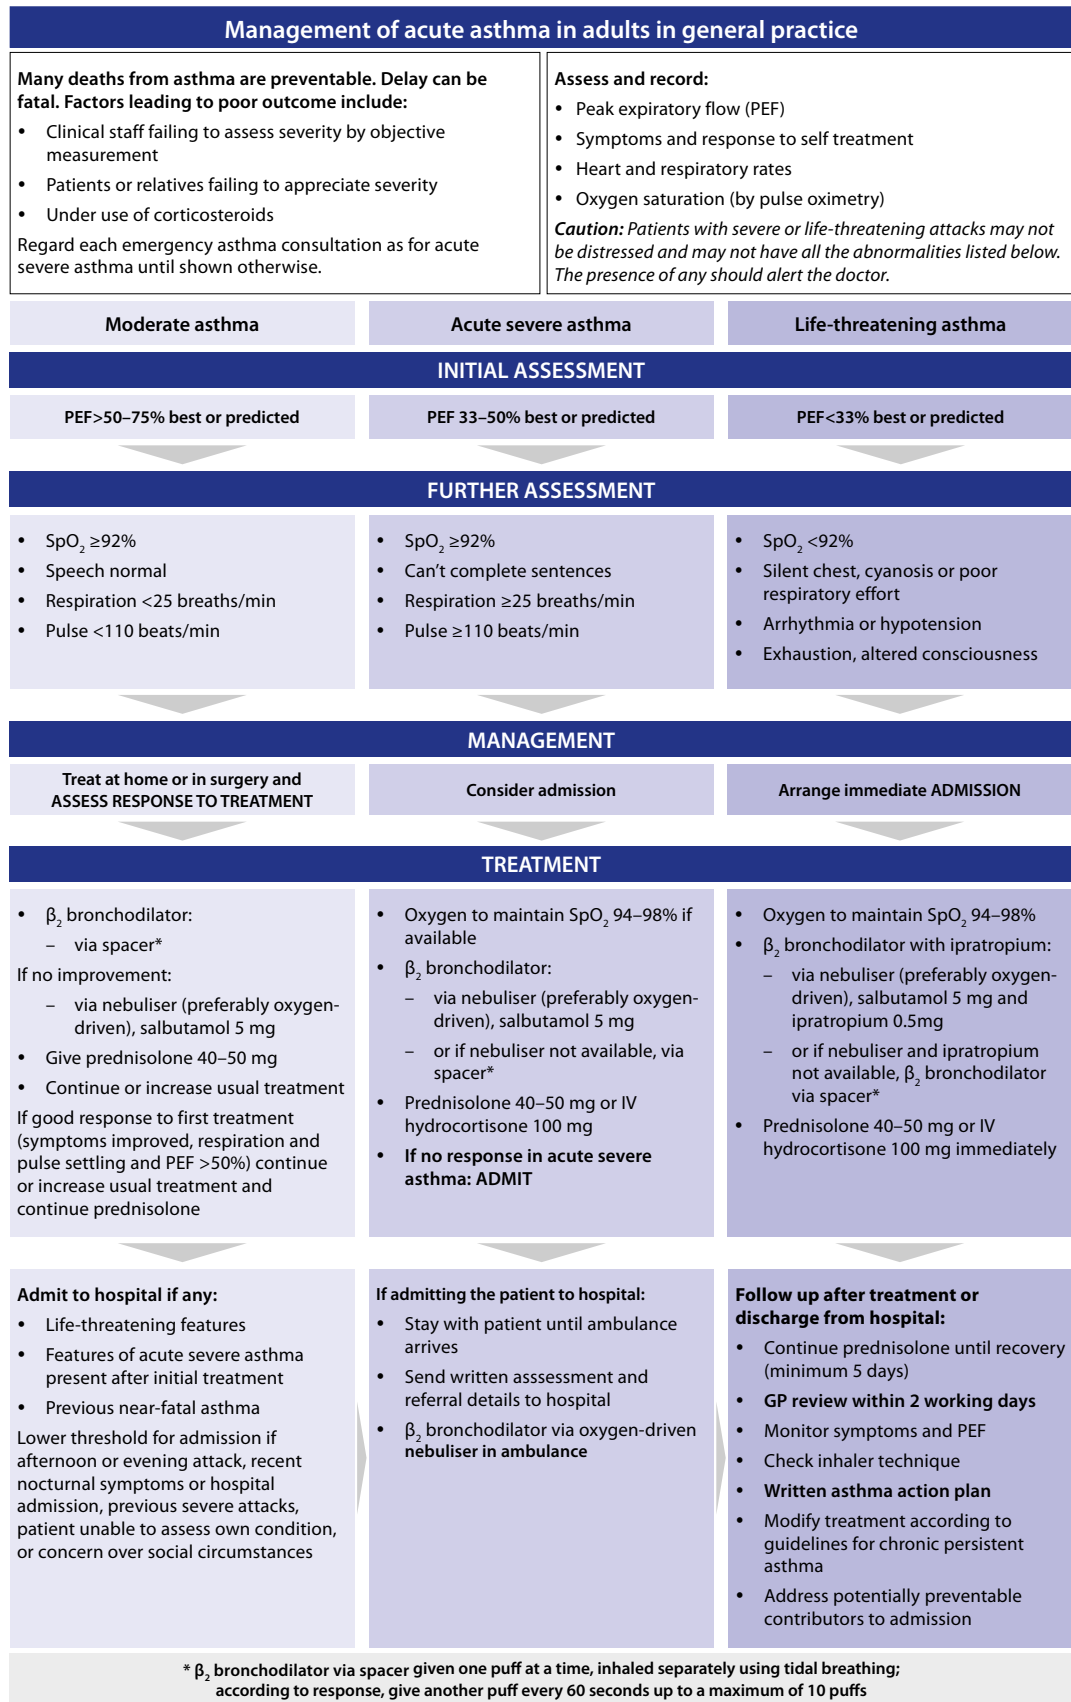 Management of acute asthma in adults in general practice
Many deaths from asthma are preventable. Delay can be
fatal. Factors leading to poor outcome include:
• Clinical staff failing to assess severity by objective
measurement
• Patients or relatives failing to appreciate severity
• Under use of corticosteroids
Regard each emergency asthma consultation as for acute
severe asthma until shown otherwise.
Assess and record:
• Peak expiratory flow (PEF)
• Symptoms and response to self treatment
• Heart and respiratory rates
• Oxygen saturation (by pulse oximetry)
Caution: Patients with severe or life-threatening attacks may not
be distressed and may not have all the abnormalities listed below.
The presence of any should alert the doctor.
Moderate asthma
Acute severe asthma
Life-threatening asthma
INITIAL ASSESSMENT
PEF>50–75% best or predicted
PEF 33–50% best or predicted
PEF<33% best or predicted
FURTHER ASSESSMENT
• SpO₂ ≥92%
• Speech normal
• Respiration <25 breaths/min
• Pulse <110 beats/min
• SpO₂ ≥92%
• Can’t complete sentences
• Respiration ≥25 breaths/min
• Pulse ≥110 beats/min
• SpO₂ <92%
• Silent chest, cyanosis or poor
respiratory effort
• Arrhythmia or hypotension
• Exhaustion, altered consciousness
MANAGEMENT
Treat at home or in surgery and
ASSESS RESPONSE TO TREATMENT
Consider admission
Arrange immediate ADMISSION
TREATMENT
• β₂ bronchodilator:
– via spacer*
If no improvement:
– via nebuliser (preferably oxygen-
driven), salbutamol 5 mg
• Give prednisolone 40–50 mg
• Continue or increase usual treatment
If good response to first treatment
(symptoms improved, respiration and
pulse settling and PEF >50%) continue
or increase usual treatment and
continue prednisolone
• Oxygen to maintain SpO₂ 94–98% if
available
• β₂ bronchodilator:
– via nebuliser (preferably oxygen-
driven), salbutamol 5 mg
– or if nebuliser not available, via
spacer*
• Prednisolone 40–50 mg or IV
hydrocortisone 100 mg
• If no response in acute severe
asthma: ADMIT
• Oxygen to maintain SpO₂ 94–98%
• β₂ bronchodilator with ipratropium:
– via nebuliser (preferably oxygen-
driven), salbutamol 5 mg and
ipratropium 0.5mg
– or if nebuliser and ipratropium
not available, β₂ bronchodilator
via spacer*
• Prednisolone 40–50 mg or IV
hydrocortisone 100 mg immediately
Admit to hospital if any:
• Life-threatening features
• Features of acute severe asthma
present after initial treatment
• Previous near-fatal asthma
Lower threshold for admission if
afternoon or evening attack, recent
nocturnal symptoms or hospital
admission, previous severe attacks,
patient unable to assess own condition,
or concern over social circumstances
If admitting the patient to hospital:
• Stay with patient until ambulance
arrives
• Send written asssessment and
referral details to hospital
• β₂ bronchodilator via oxygen-driven
nebuliser in ambulance
Follow up after treatment or
discharge from hospital:
• Continue prednisolone until recovery
(minimum 5 days)
• GP review within 2 working days
• Monitor symptoms and PEF
• Check inhaler technique
• Written asthma action plan
• Modify treatment according to
guidelines for chronic persistent
asthma
• Address potentially preventable
contributors to admission
* β₂ bronchodilator via spacer given one puff at a time, inhaled separately using tidal breathing;
according to response, give another puff every 60 seconds up to a maximum of 10 puffs